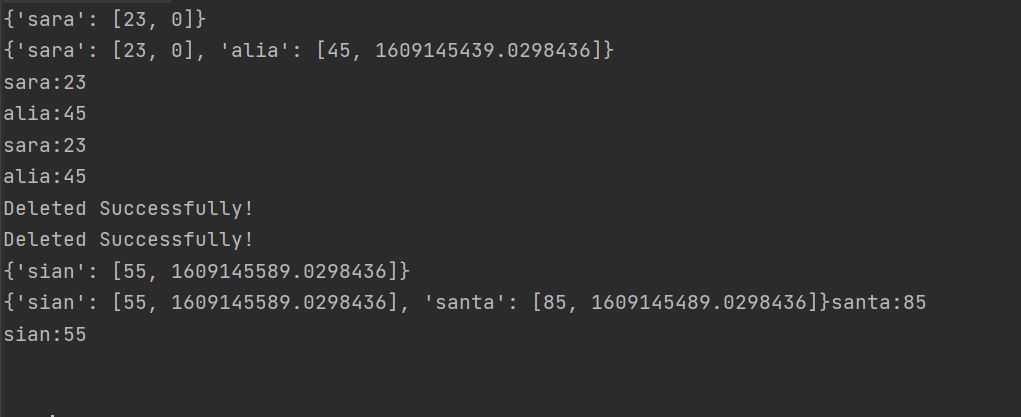 {'sara': [23, 0]}
{'sara': [23, 0], 'alia': [45, 1609145439.0298436]}
sara:23
alia:45
sara:23
alia:45
Deleted Successfully!
Deleted Successfully!
{'sian': [55, 1609145589.0298436]}
{'sian': [55, 1609145589.0298436], 'santa': [85, 1609145489.0298436]}santa:85
sian:55